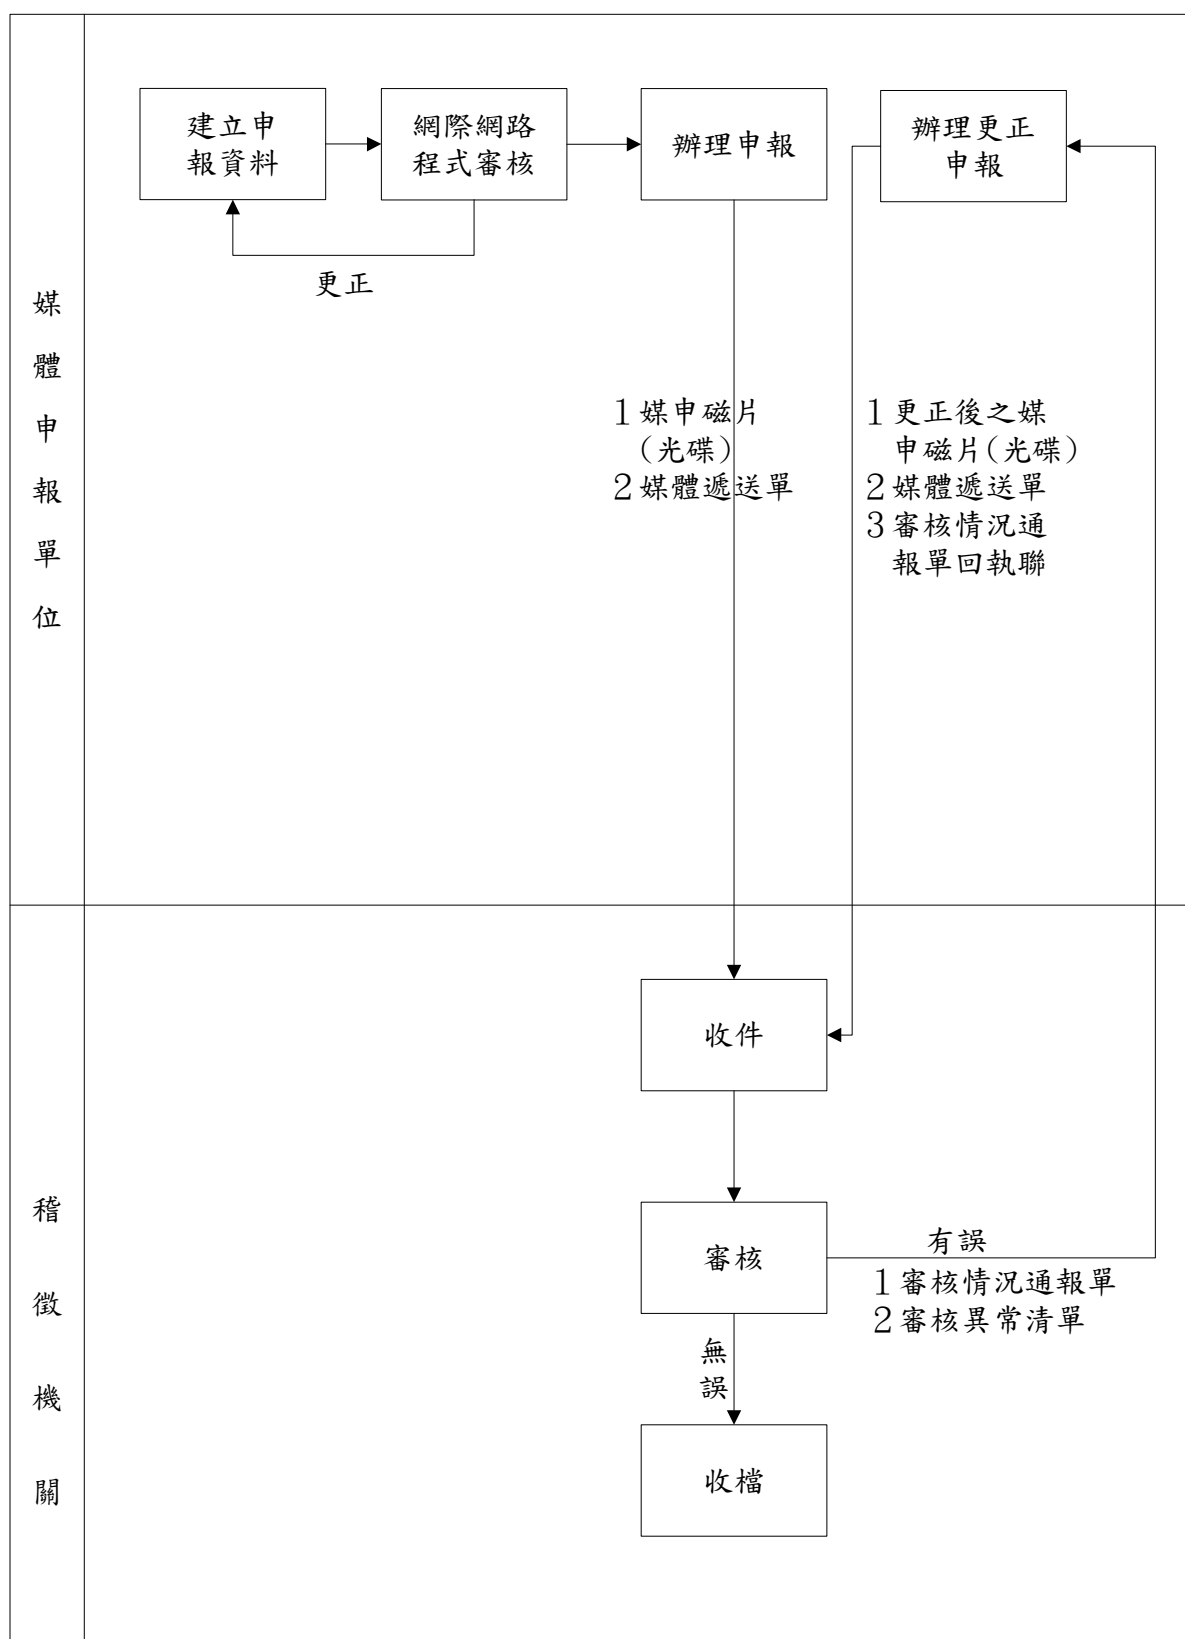 媒體申報單位
建立申
報資料
網際網路
程式審核
辦理申報
辦理更正
申報
更正
1媒申磁片
(光碟)
2媒體遞送單
1更正後之媒
申磁片(光碟)
2媒體遞送單
3審核情況通
報單回執聯
稽徵機關
收件
審核
有誤
1審核情況通報單
2審核異常清單
無誤
收檔